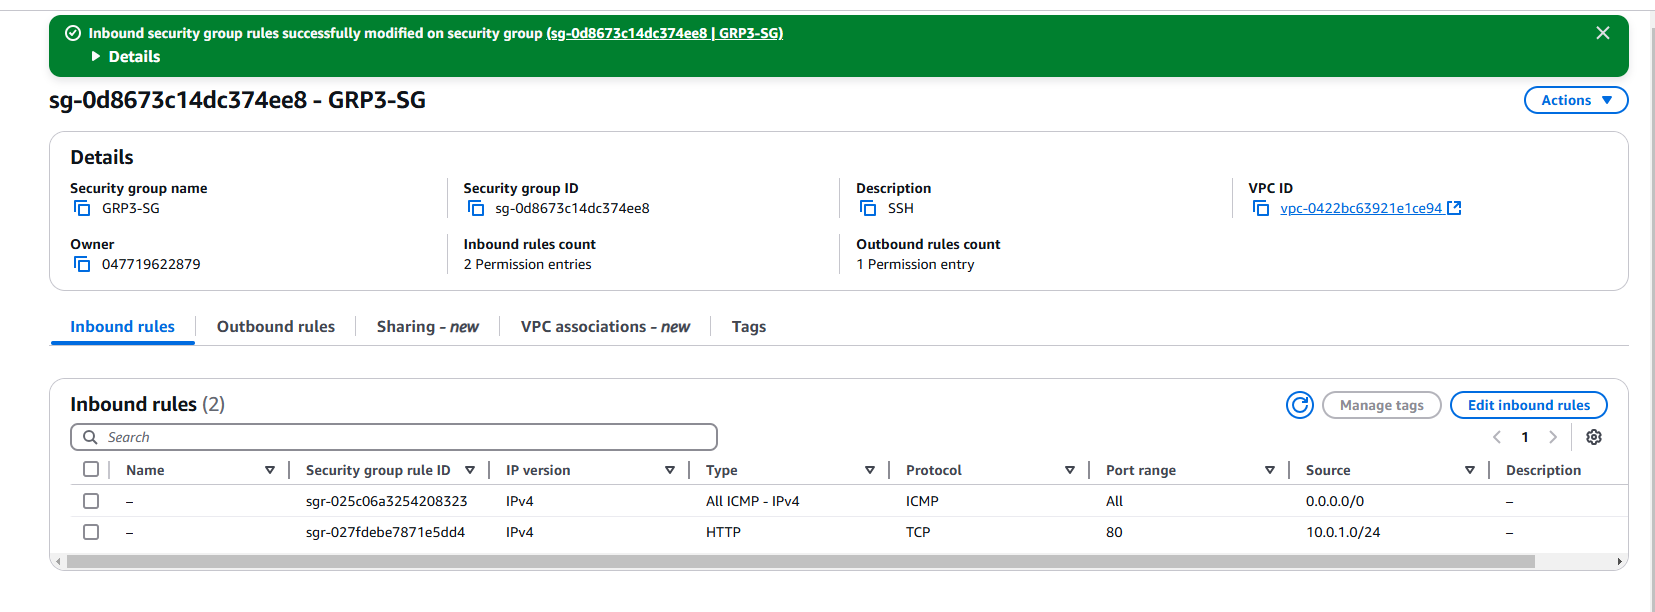 Inbound security group rules successfully modified on security group (sg-0d8673c14dc374ee8 | GRP3-SG)
Details
sg-0d8673c14dc374ee8 - GRP3-SG
Actions
Details
Security group name
GRP3-SG
Security group ID
sg-0d8673c14dc374ee8
Description
SSH
VPC ID
vpc-0422bc63921e1ce94
Owner
047719622879
Inbound rules count
2 Permission entries
Outbound rules count
1 Permission entry
Inbound rules Outbound rules Sharing - new VPC associations - new Tags
Inbound rules (2)
Manage tags
Edit inbound rules
Search
1
Name Security group rule ID IP version Type Protocol Port range Source Description
– sgr-025c06a3254208323 IPv4 All ICMP - IPv4 ICMP All 0.0.0.0/0 –
– sgr-027fdebe7871e5dd4 IPv4 HTTP TCP 80 10.0.1.0/24 –